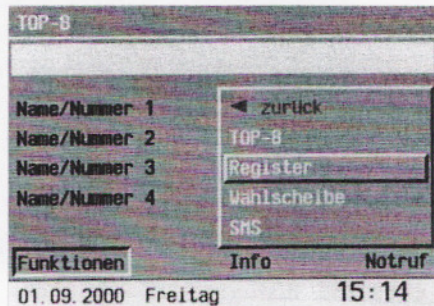 TOP-8
Name/Nummer 1
Name/Nummer 2
Name/Nummer 3
Name/Nummer 4
◄ zurück
TOP-8
Register
Wahlscheibe
SMS
Funktionen Info Notruf
01.09.2000 Freitag 15:14